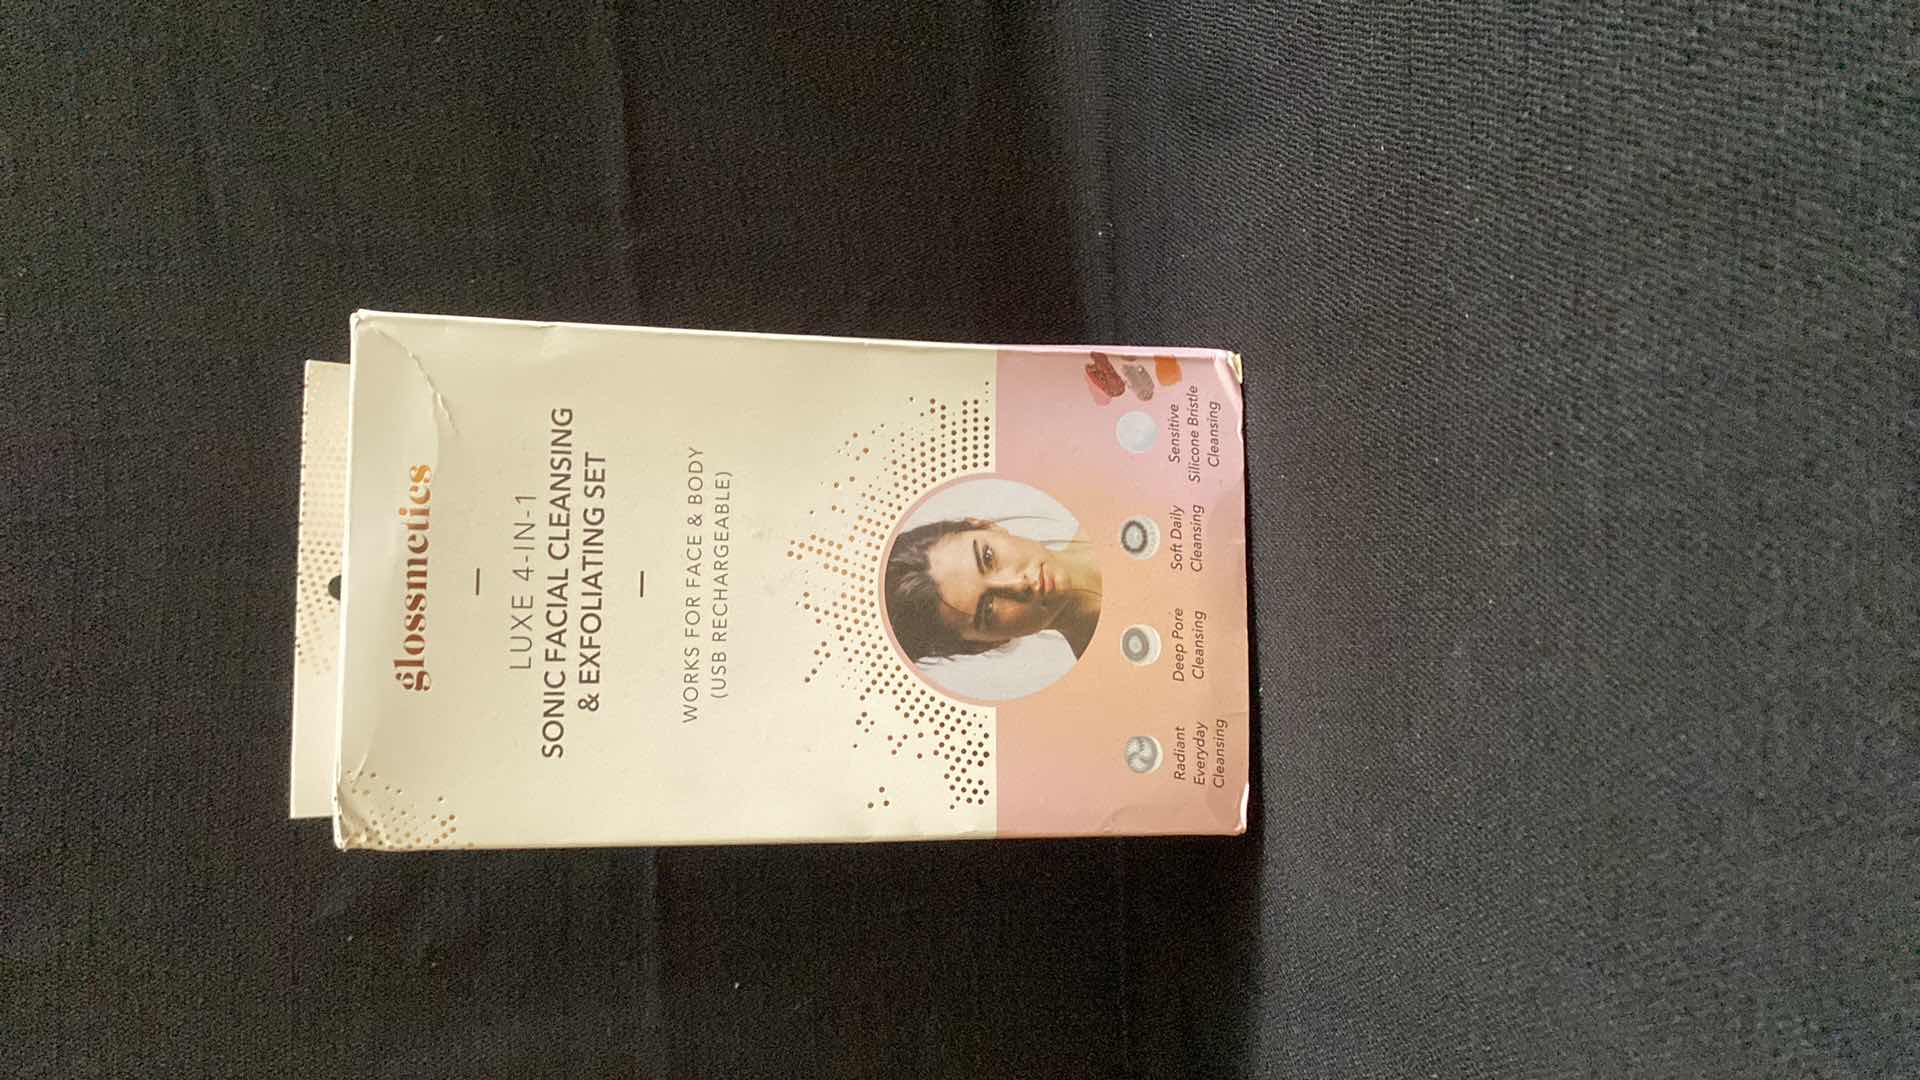 glossmetics
LUXE 4-IN-1
SONIC FACIAL CLEANSING
& EXFOLIATING SET
WORKS FOR FACE & BODY
(USB RECHARGEABLE)
Radiant
Everyday
Cleansing
Deep Pore
Cleansing
Soft Daily
Cleansing
Sensitive
Silicone Bristle
Cleansing